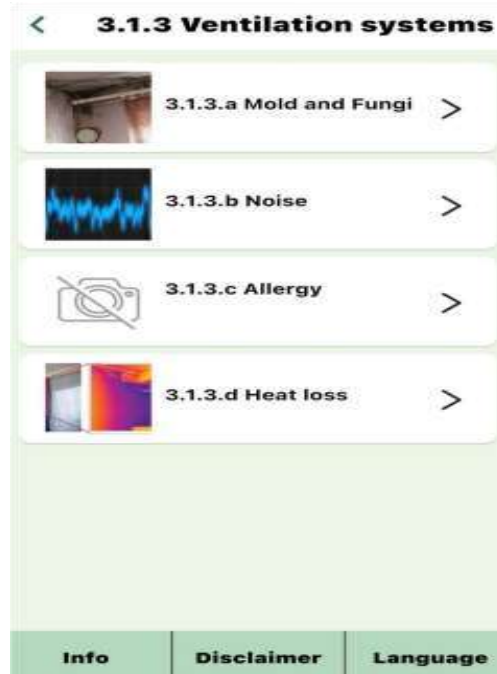 < 3.1.3 Ventilation systems
3.1.3.a Mold and Fungi >
3.1.3.b Noise >
3.1.3.c Allergy >
3.1.3.d Heat loss >
Info Disclaimer Language